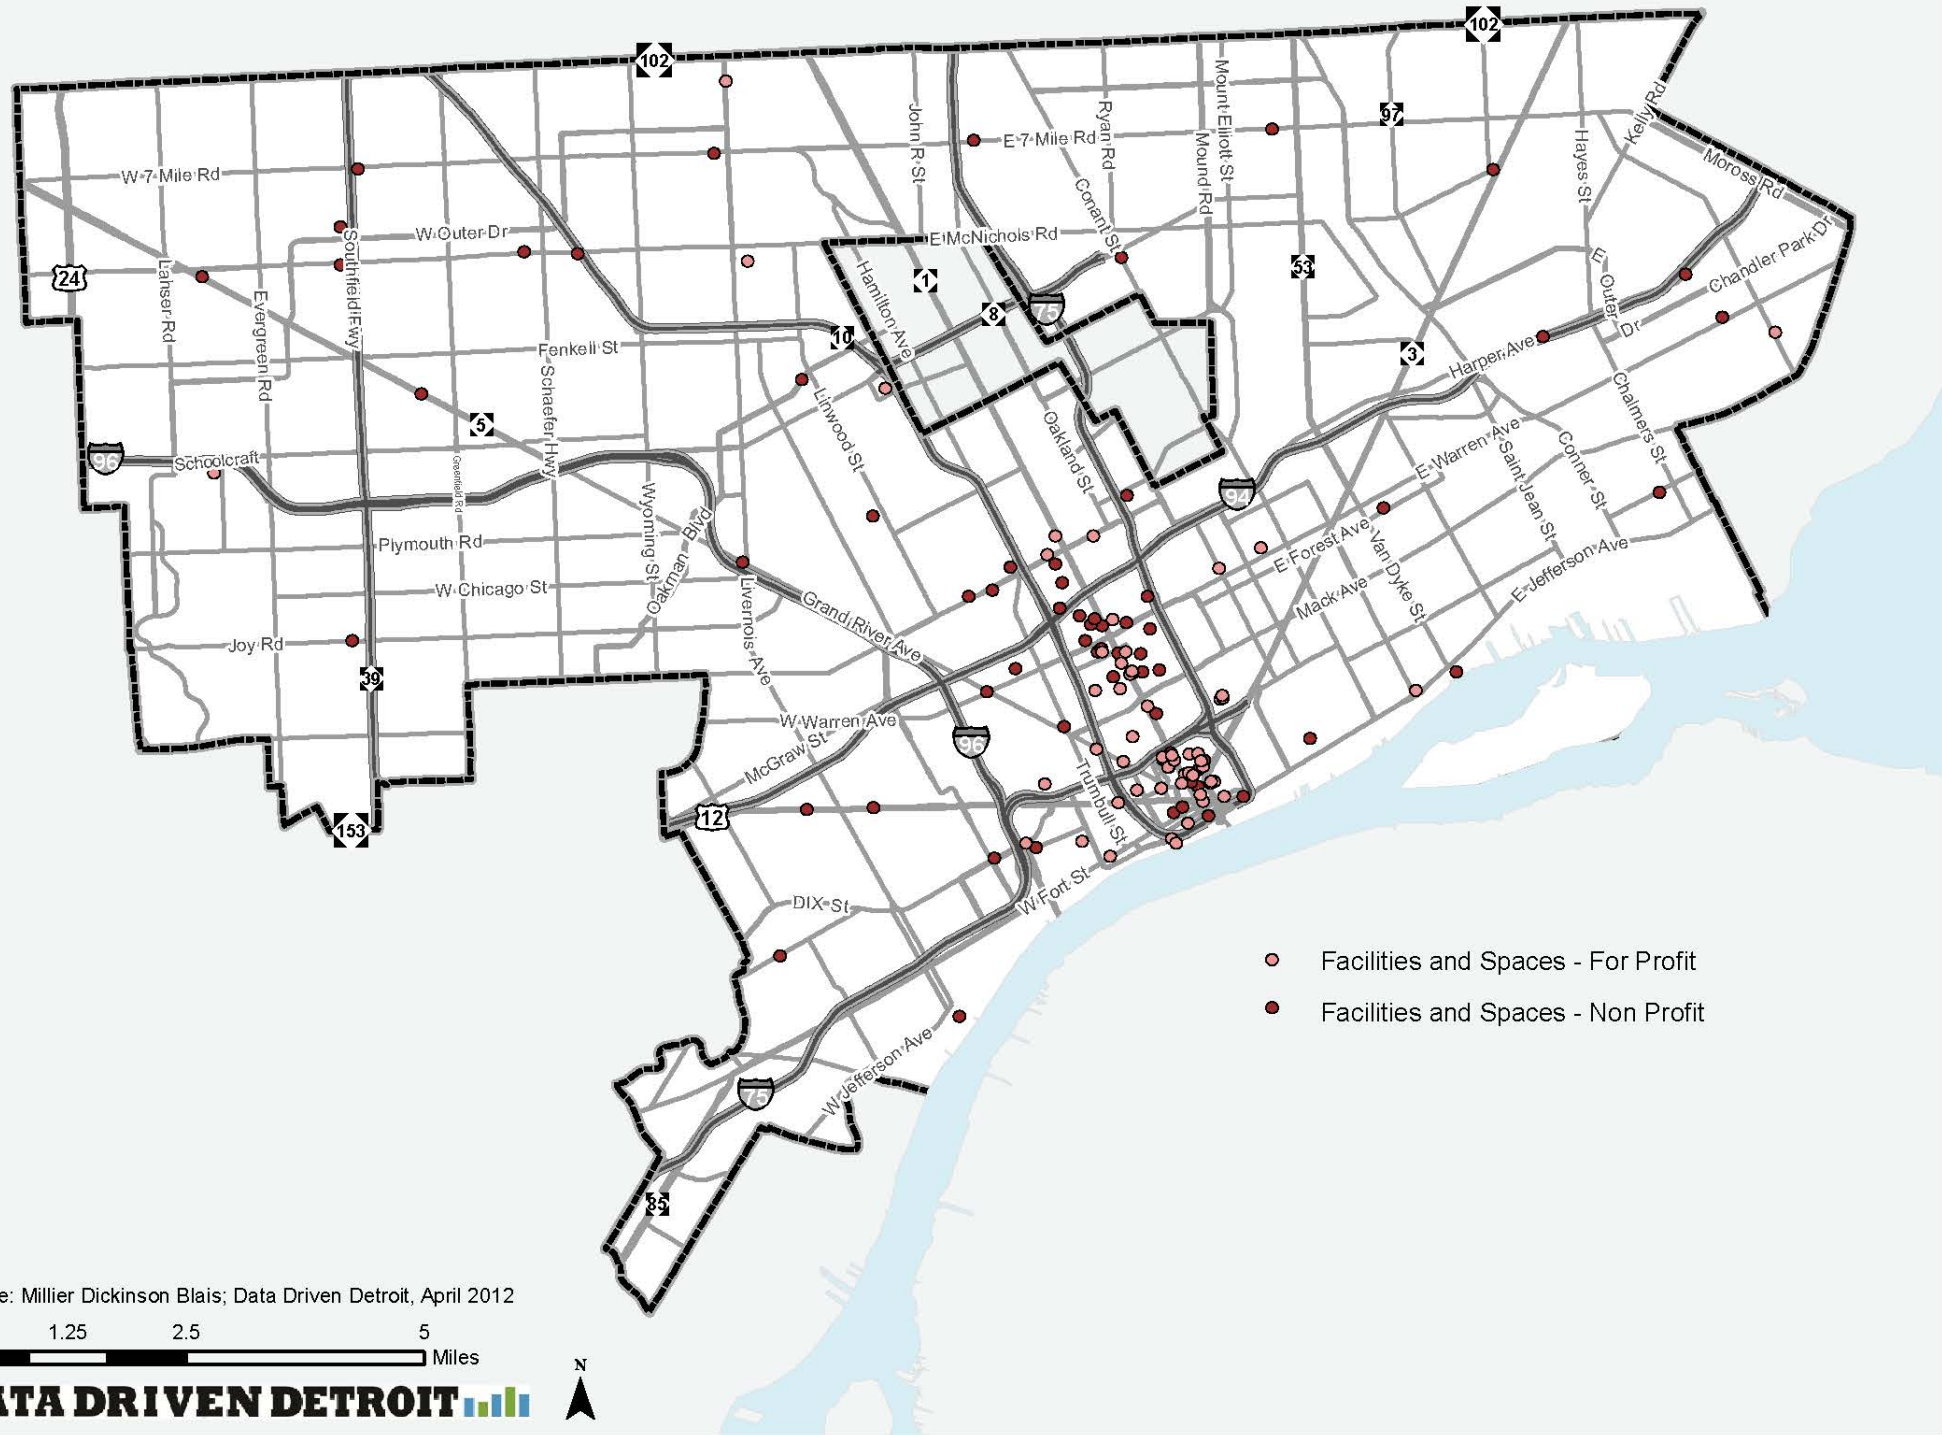 102
102
97
Kelly Rd
John R St
Ryan Rd
Mount Elliott St
Mound Rd
Hayes St
E 7 Mile Rd
Moross Rd
W 7 Mile Rd
Conant St
W Outer Dr
E McNichols Rd
Chandler Park Dr
24
Lahser Rd
Evergreen Rd
Southfield Fwy
1
53
E Outer Dr
Hamilton Ave
8
75
10
Fenkell St
Schaefer Hwy
3
Harper Ave
Linwood St
Oakland St
5
Chalmers St
E Warren Ave
Saint Jean St
Conner St
96
Schoolcraft
Greenfield Rd
94
Wyoming St
Oakman Blvd
Plymouth Rd
E Forest Ave
Van Dyke St
E Jefferson Ave
W Chicago St
Mack Ave
Livernois Ave
Grand River Ave
Joy Rd
39
W Warren Ave
McGraw St
96
Trumbull St
12
153
W Fort St
DIX St
Facilities and Spaces - For Profit
Facilities and Spaces - Non Profit
W Jefferson Ave
75
85
e: Millier Dickinson Blais; Data Driven Detroit, April 2012
1.25 2.5 5
Miles
N
ATA DRIVEN DETROIT